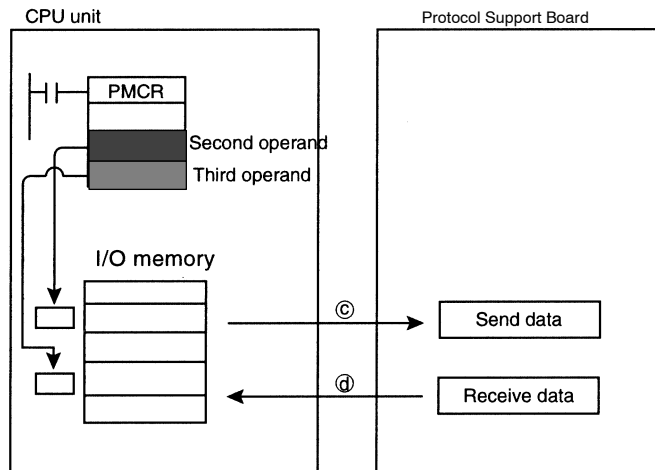 CPU unit
Protocol Support Board
PMCR
Second operand
Third operand
I/O memory
ⓒ
Send data
ⓓ
Receive data